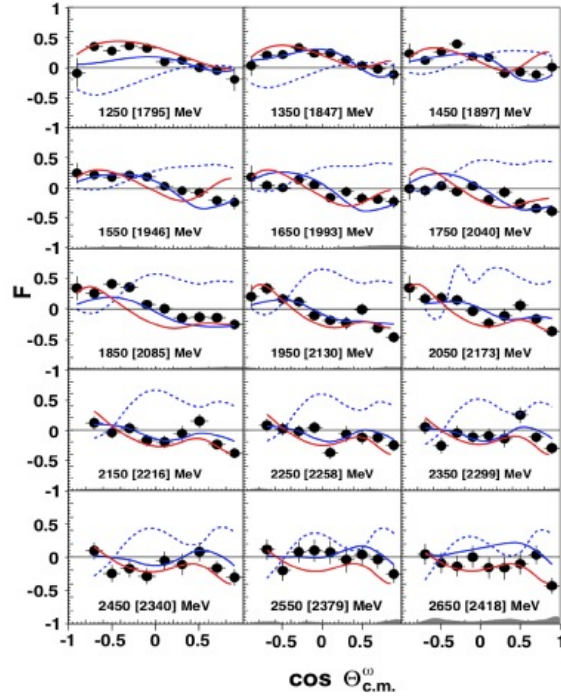 1
0.5
0
-0.5
1250 [1795] MeV
1350 [1847] MeV
1450 [1897] MeV
-1
0.5
0
-0.5
1550 [1946] MeV
1650 [1993] MeV
1750 [2040] MeV
-1
0.5
0
-0.5
1850 [2085] MeV
1950 [2130] MeV
2050 [2173] MeV
F
1
0.5
0
-0.5
2150 [2216] MeV
2250 [2258] MeV
2350 [2299] MeV
1
0.5
0
-0.5
2450 [2340] MeV
2550 [2379] MeV
2650 [2418] MeV
-1
-1 -0.5 0 0.5 -0.5 0 0.5 -0.5 0 0.5 1
cos Θ^ω_c.m.